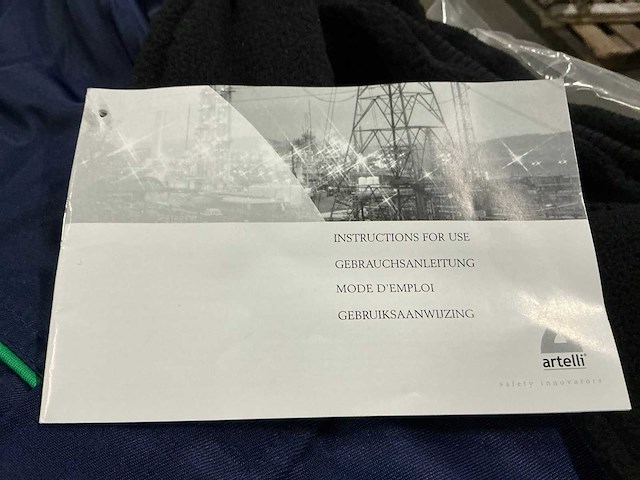 INSTRUCTIONS FOR USE
GEBRAUCHSANLEITUNG
MODE D'EMPLOI
GEBRUIKSAANWIJZING
artelli®
safety innovators